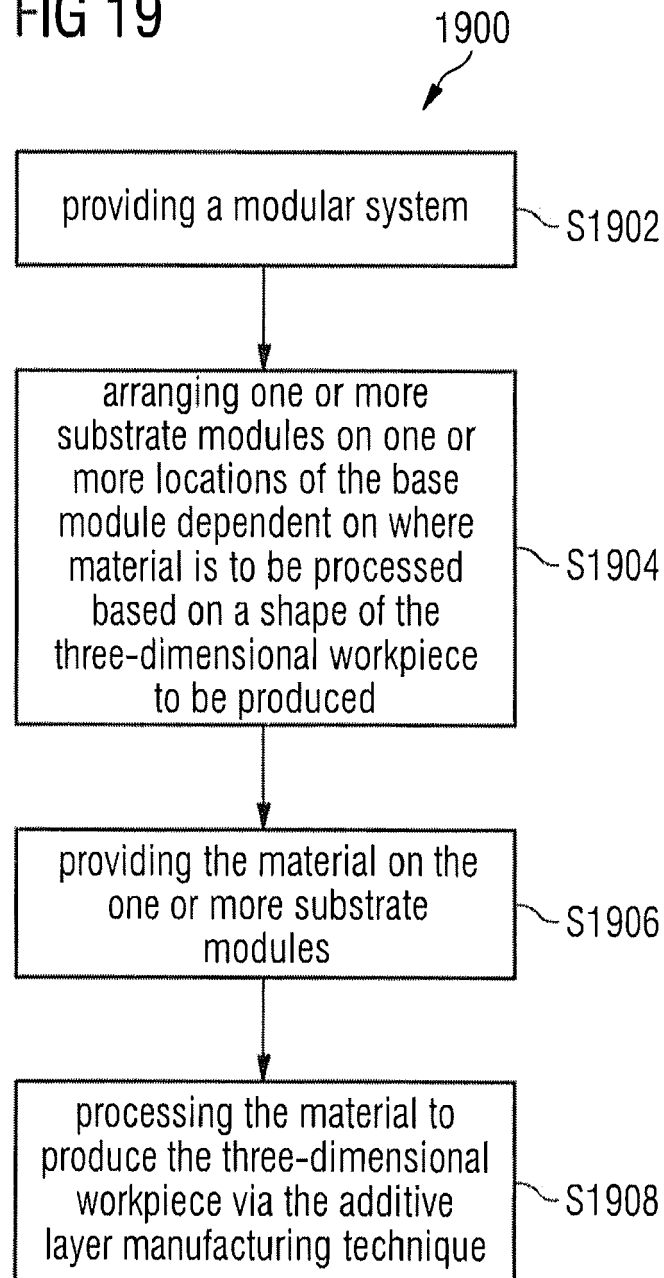 FIG 19
1900
providing a modular system
S1902
arranging one or more
substrate modules on one or
more locations of the base
module dependent on where
material is to be processed
based on a shape of the
three-dimensional workpiece
to be produced
S1904
providing the material on the
one or more substrate
modules
S1906
processing the material to
produce the three-dimensional
workpiece via the additive
layer manufacturing technique
S1908